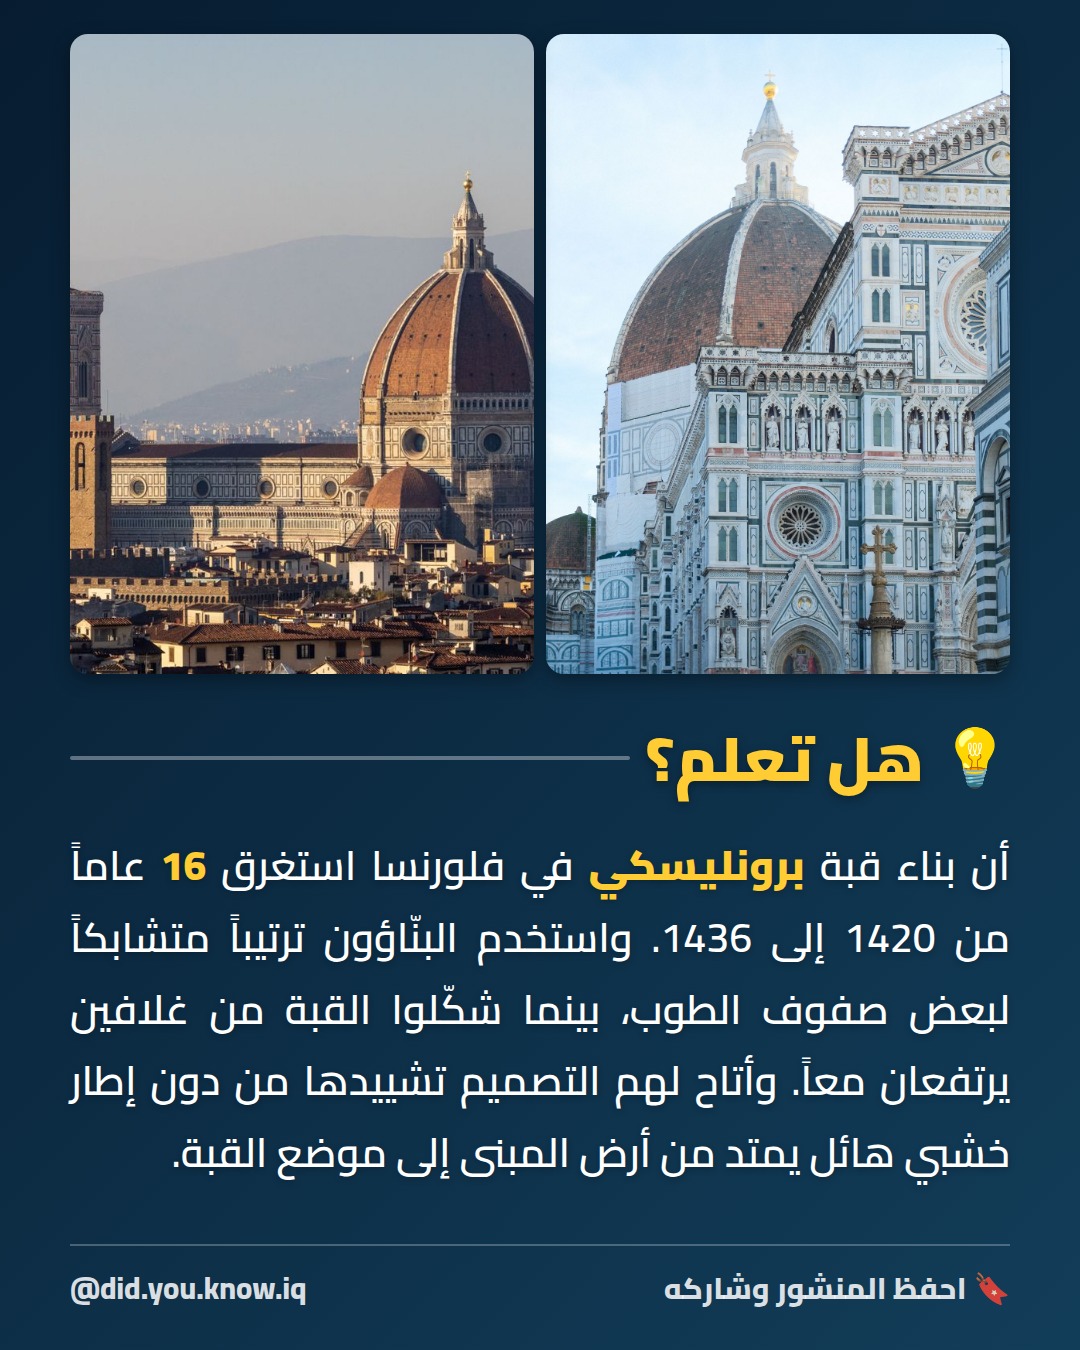 💡 هل تعلم؟
أن بناء قبة برونليسكي في فلورنسا استغرق 16 عاماً
من 1420 إلى 1436. واستخدم البنّاؤون ترتيباً متشابكاً
لبعض صفوف الطوب، بينما شكّلوا القبة من غلافين
يرتفعان معاً. وأتاح لهم التصميم تشييدها من دون إطار
خشبي هائل يمتد من أرض المبنى إلى موضع القبة.
🔖 احفظ المنشور وشاركه
@did.you.know.iq